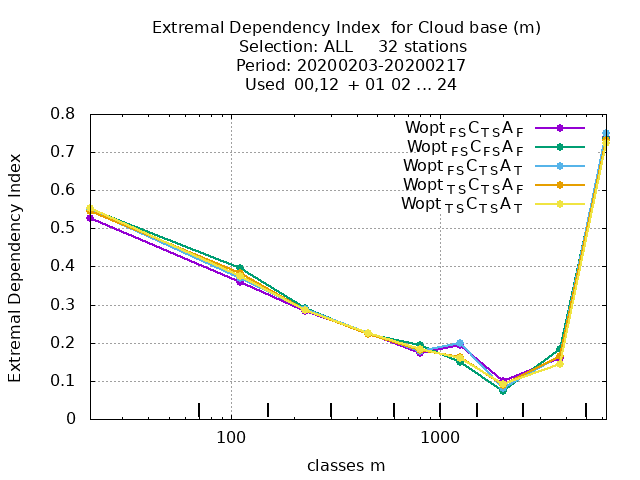 Extremal Dependency Index  for Cloud base (m)
Selection: ALL     32 stations
Period: 20200203-20200217
Used  00,12  + 01 02 ... 24
Extremal Dependency Index
0.8
0.7
0.6
0.5
0.4
0.3
0.2
0.1
0
Wopt FS C TS A F
Wopt FS C FS A F
Wopt FS C TS A T
Wopt TS C TS A F
Wopt TS C TS A T
100 1000
classes m